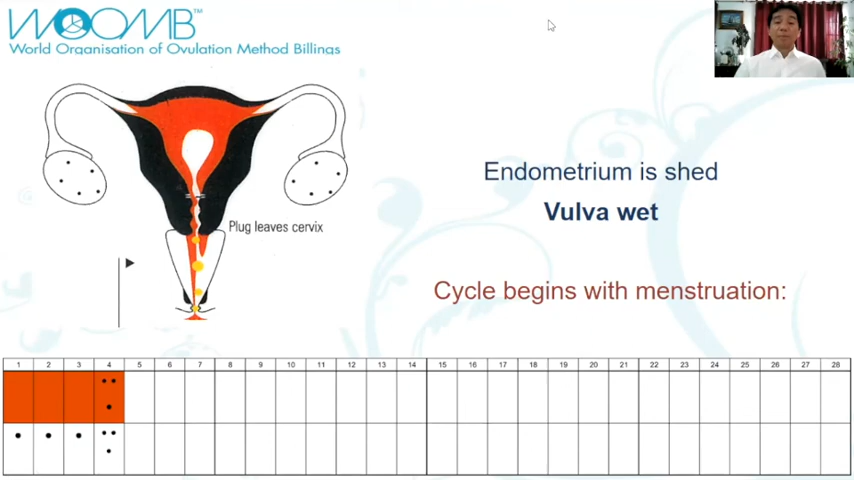 WOOMB™
World Organisation of Ovulation Method Billings
Endometrium is shed
Vulva wet
Plug leaves cervix
Cycle begins with menstruation:
1 2 3 4 5 6 7 8 9 10 11 12 13 14 15 16 17 18 19 20 21 22 23 24 25 26 27 28